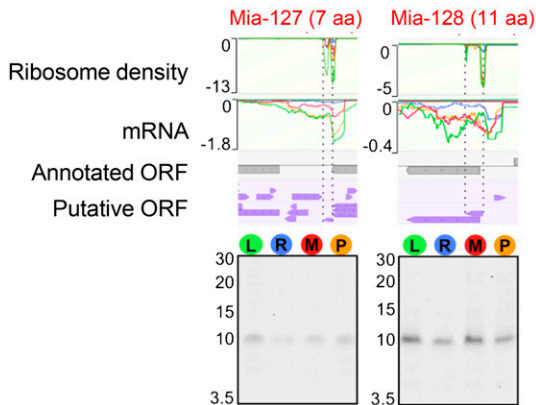 Mia-127 (7 aa) Mia-128 (11 aa)
0 0
Ribosome density
-13 -5
0 0
mRNA
-1.8 -0.4
Annotated ORF
Putative ORF
L R M P L R M P
30 30
20 20
15 15
10 10
3.5 3.5